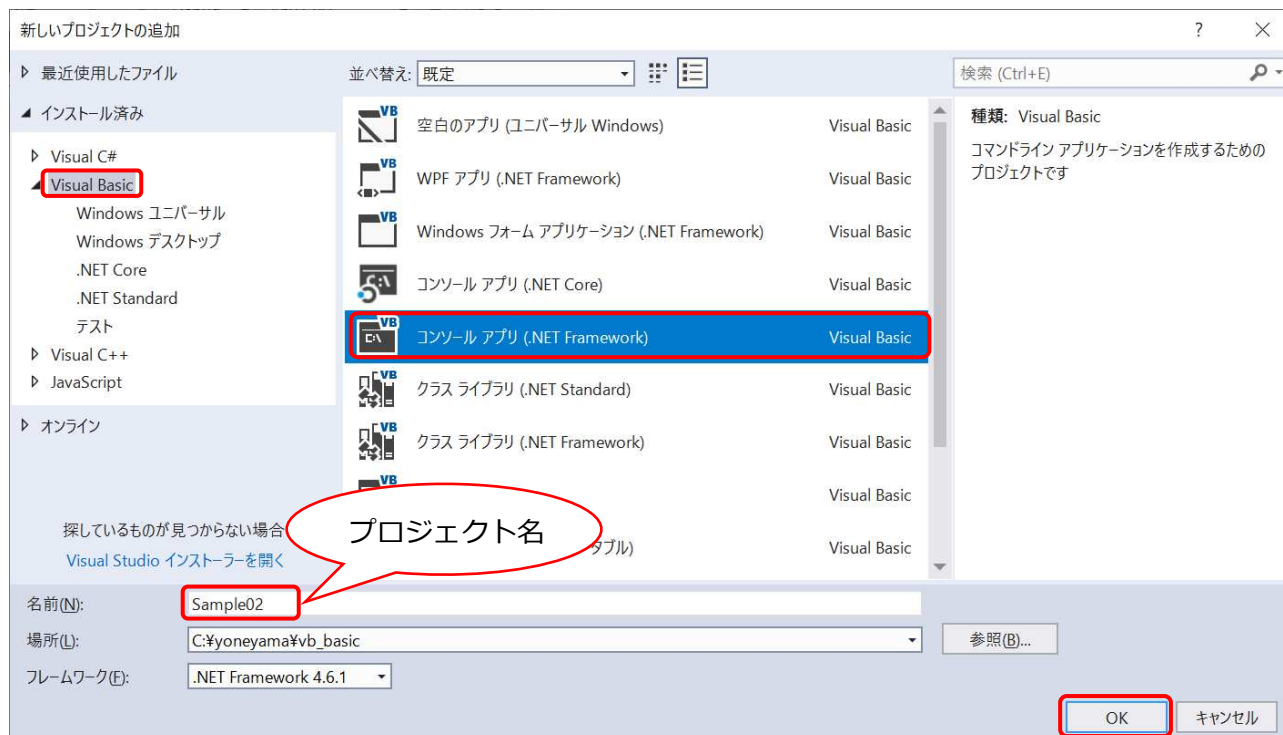 新しいプロジェクトの追加
?
最近使用したファイル
並べ替え: 既定
検索 (Ctrl+E)
インストール済み
Visual C#
Visual Basic
Windows ユニバーサル
Windows デスクトップ
.NET Core
.NET Standard
テスト
Visual C++
JavaScript
オンライン
探しているものが見つからない場合
Visual Studio インストーラーを開く
VB 空白のアプリ (ユニバーサル Windows) Visual Basic
VB WPF アプリ (.NET Framework) Visual Basic
VB Windows フォーム アプリケーション (.NET Framework) Visual Basic
コンソール アプリ (.NET Core) Visual Basic
VB コンソール アプリ (.NET Framework) Visual Basic
VB クラス ライブラリ (.NET Standard) Visual Basic
VB クラス ライブラリ (.NET Framework) Visual Basic
VB Visual Basic
タブル) Visual Basic
種類: Visual Basic
コマンドライン アプリケーションを作成するための
プロジェクトです
プロジェクト名
名前(N): Sample02
場所(L): C:¥yoneyama¥vb_basic
参照(B)...
フレームワーク(F): .NET Framework 4.6.1
OK
キャンセル